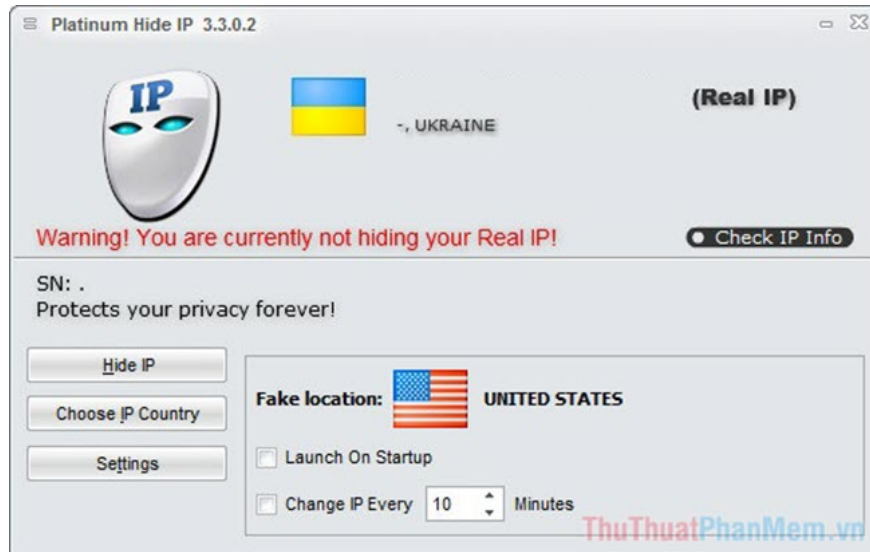 Platinum Hide IP 3.3.0.2
IP
(Real IP)
-, UKRAINE
Warning! You are currently not hiding your Real IP!
Check IP Info
SN: .
Protects your privacy forever!
Hide IP
Choose IP Country
Settings
Fake location: UNITED STATES
Launch On Startup
Change IP Every 10 Minutes
ThuThuatPhanMem.vn